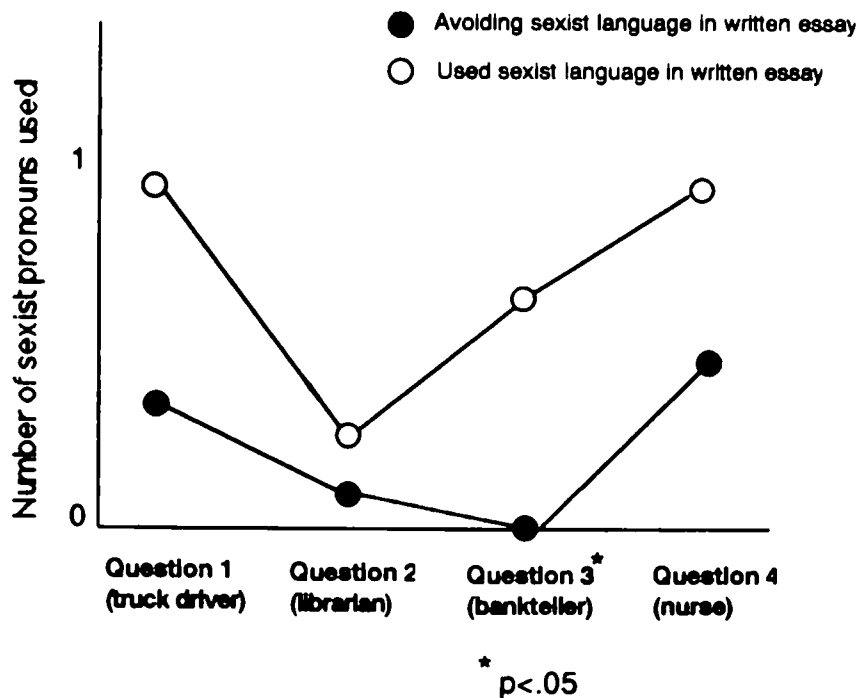 Avoiding sexist language in written essay
Used sexist language in written essay
Number of sexist pronouns used
1
0
Question 1
(truck driver)
Question 2
(librarian)
Question 3*
(bankteller)
Question 4
(nurse)
* p<.05